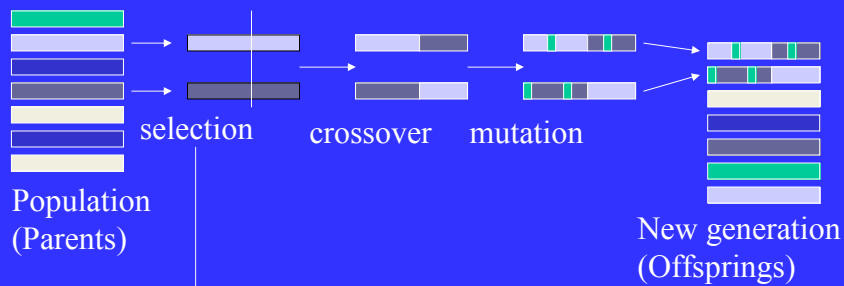 selection
crossover
mutation
Population
(Parents)
New generation
(Offsprings)